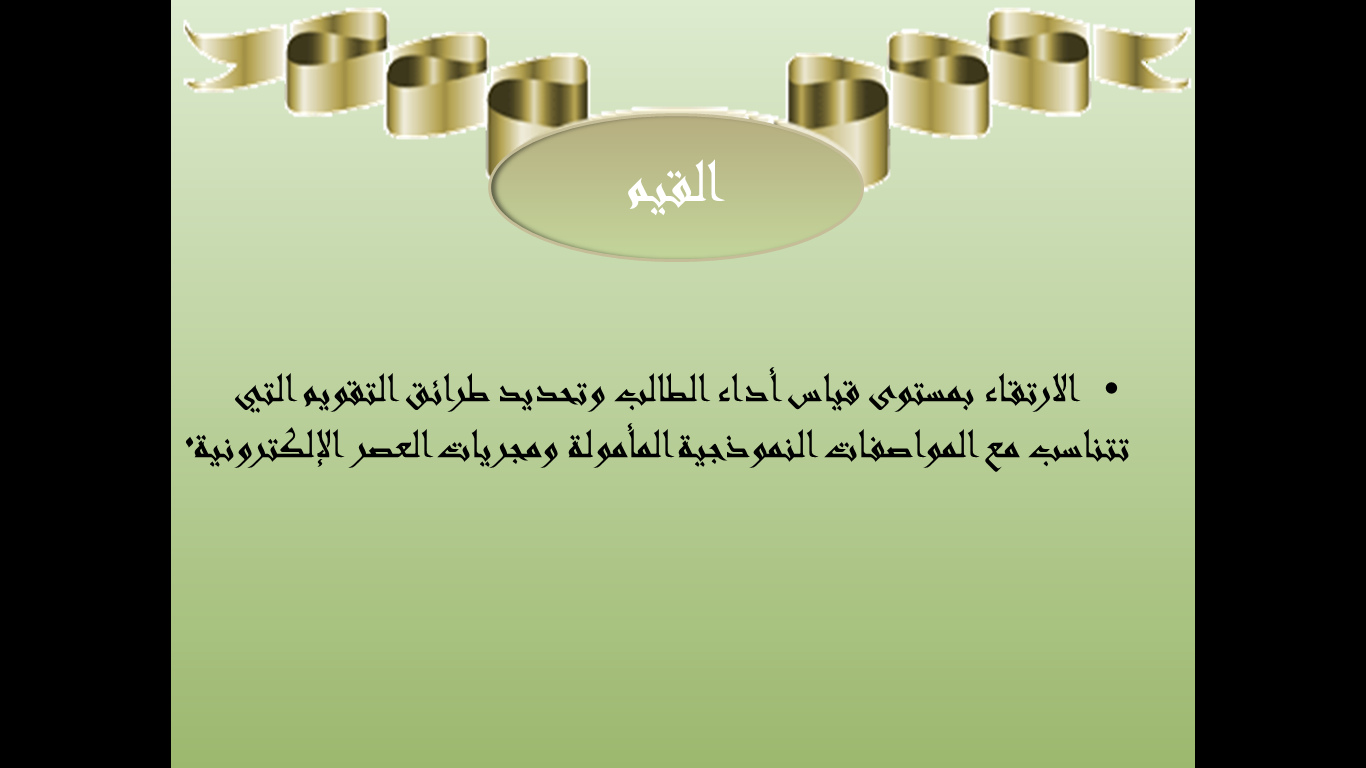 القيم
• الارتقاء بمستوى قياس أداء الطالب وتحديد طرائق التقويم التي
تتناسب مع المواصفات النموذجية المأمولة ومجريات العصر الإلكترونية.